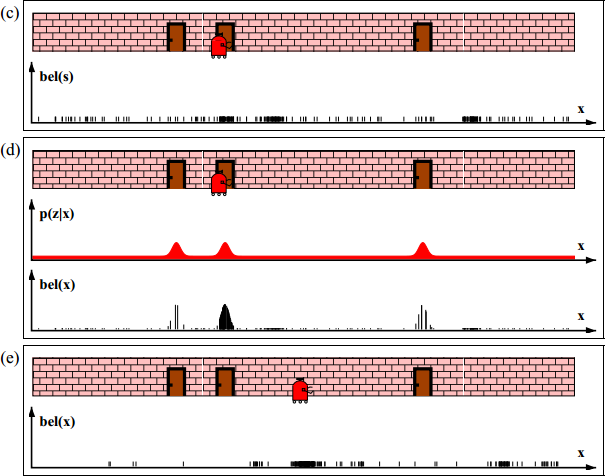 (c)
bel(s)
x
(d)
p(z|x)
x
bel(x)
x
(e)
bel(x)
x